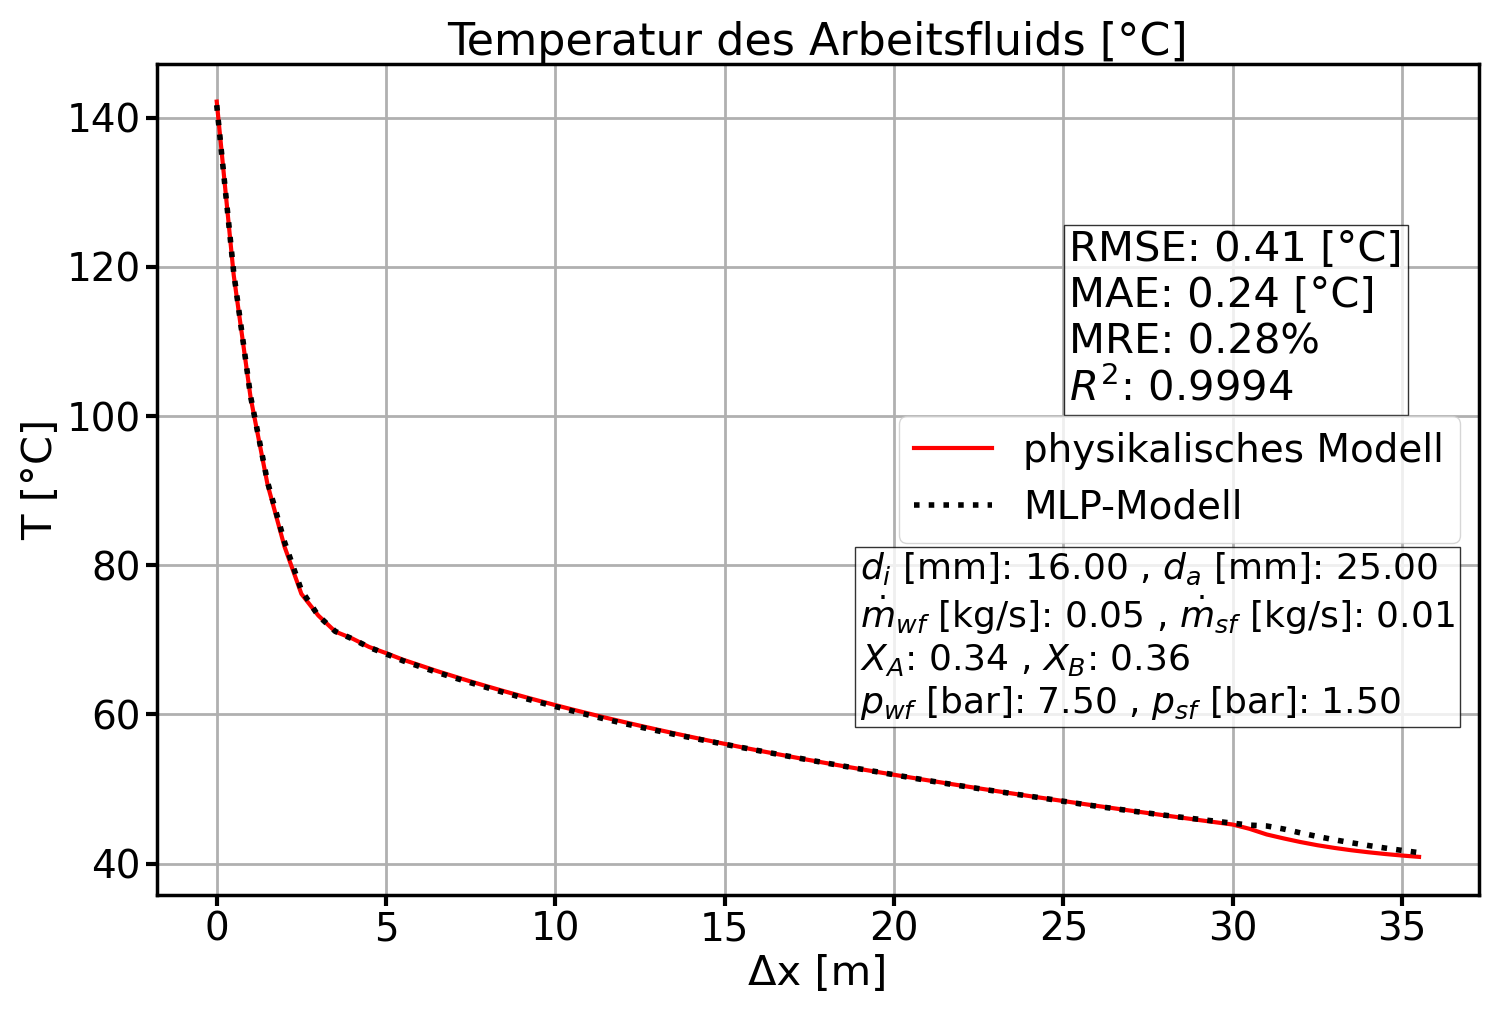 Temperatur des Arbeitsfluids [°C]
T [°C]
140
120
100
80
60
40
RMSE: 0.41 [°C]
MAE: 0.24 [°C]
MRE: 0.28%
R²: 0.9994
physikalisches Modell
MLP-Modell
d_i [mm]: 16.00 , d_a [mm]: 25.00
ṁ_wf [kg/s]: 0.05 , ṁ_sf [kg/s]: 0.01
X_A: 0.34 , X_B: 0.36
p_wf [bar]: 7.50 , p_sf [bar]: 1.50
0 5 10 15 20 25 30 35
Δx [m]